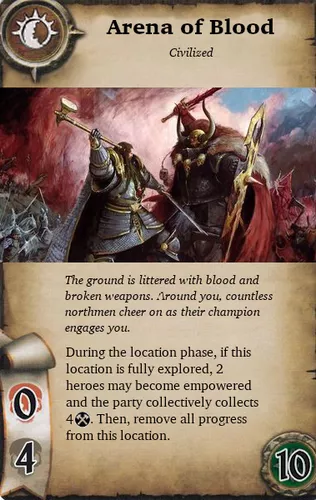 Arena of Blood
Civilized
The ground is littered with blood and
broken weapons. Around you, countless
northmen cheer on as their champion
engages you.
During the location phase, if this
location is fully explored, 2
heroes may become empowered
and the party collectively collects
4. Then, remove all progress
from this location.
0
4
10